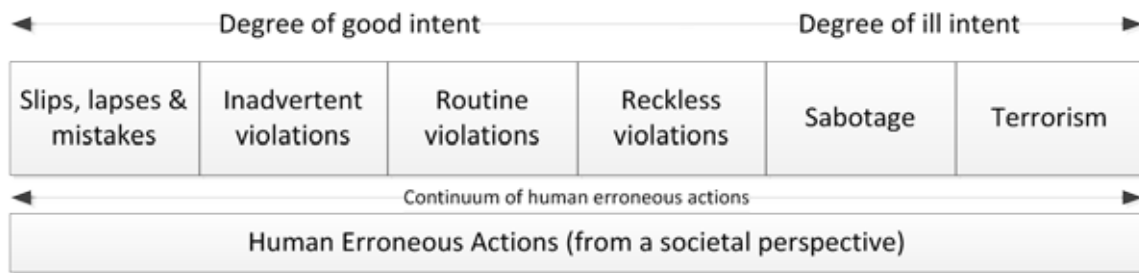 Degree of good intent Degree of ill intent
Slips, lapses & Inadvertent Routine Reckless Sabotage Terrorism
mistakes violations violations violations
Continuum of human erroneous actions
Human Erroneous Actions (from a societal perspective)